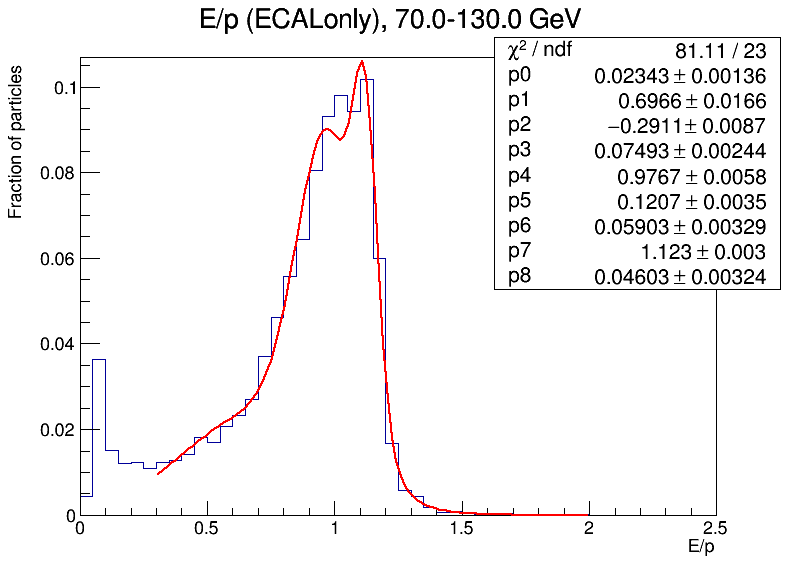 E/p (ECALonly), 70.0-130.0 GeV
χ² / ndf 81.11 / 23
p0 0.02343 ± 0.00136
p1 0.6966 ± 0.0166
p2 −0.2911 ± 0.0087
p3 0.07493 ± 0.00244
p4 0.9767 ± 0.0058
p5 0.1207 ± 0.0035
p6 0.05903 ± 0.00329
p7 1.123 ± 0.003
p8 0.04603 ± 0.00324
Fraction of particles
0.1
0.08
0.06
0.04
0.02
0
0 0.5 1 1.5 2 2.5
E/p